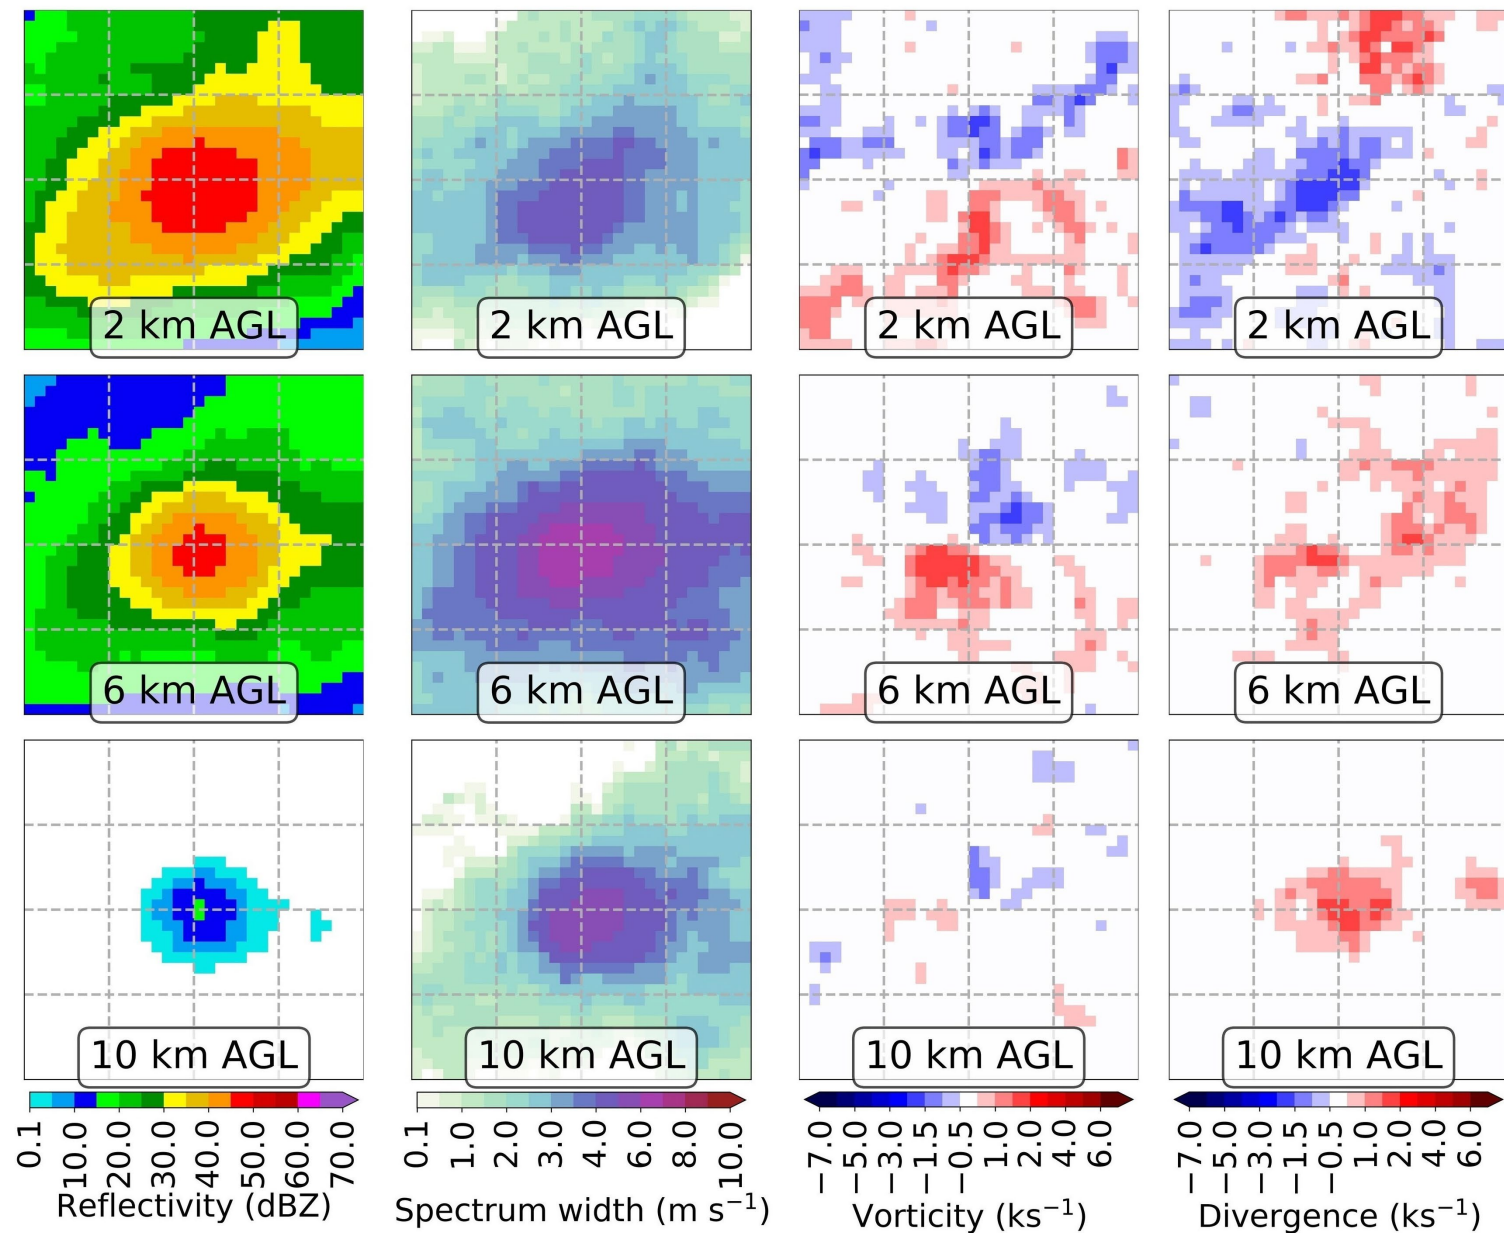 2 km AGL
2 km AGL
2 km AGL
2 km AGL
6 km AGL
6 km AGL
6 km AGL
6 km AGL
10 km AGL
10 km AGL
10 km AGL
10 km AGL
0.1 10.0 20.0 30.0 40.0 50.0 60.0 70.0
Reflectivity (dBZ)
0.1 1.0 2.0 3.0 4.0 6.0 8.0 10.0
Spectrum width (m s⁻¹)
−7.0 −5.0 −3.0 −1.5 −0.5 1.0 2.0 4.0 6.0
Vorticity (ks⁻¹)
−7.0 −5.0 −3.0 −1.5 −0.5 1.0 2.0 4.0 6.0
Divergence (ks⁻¹)